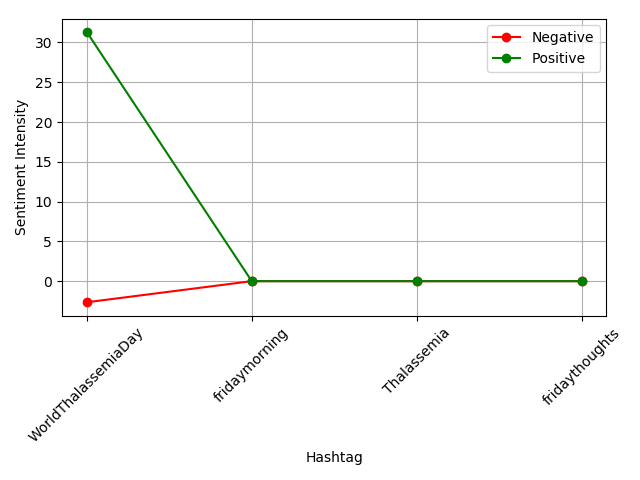 Negative
Positive
30
25
20
15
10
5
0
Sentiment Intensity
WorldThalassemiaDay
fridaymorning
Thalassemia
fridaythoughts
Hashtag